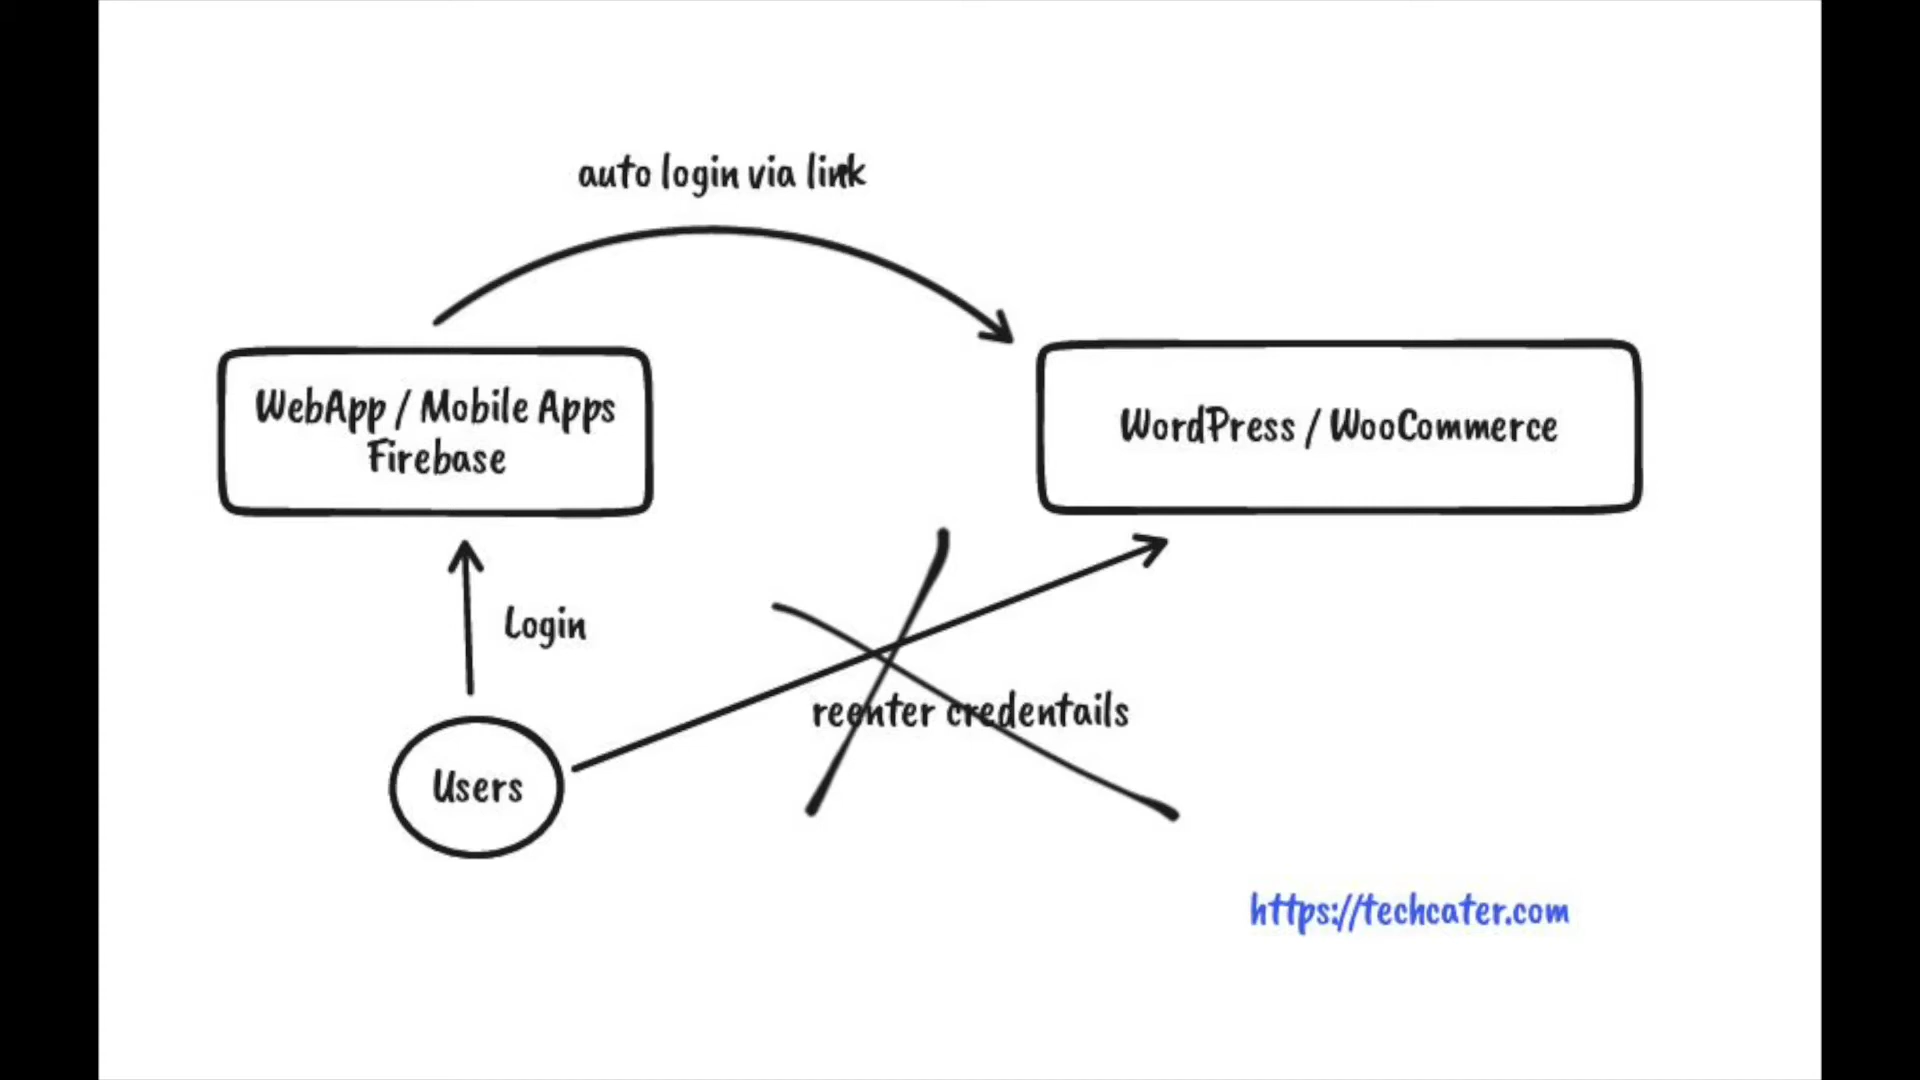 auto login via link
WebApp / Mobile Apps
Firebase
WordPress / WooCommerce
Login
reenter credentails
Users
https://techcater.com